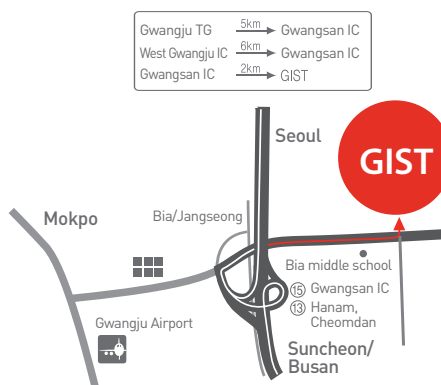 Gwangju TG 5km Gwangsan IC
West Gwangju IC 6km Gwangsan IC
Gwangsan IC 2km GIST
Seoul
GIST
Mokpo
Bia/Jangseong
Bia middle school
⑮ Gwangsan IC
⑬ Hanam,
Cheomdan
Gwangju Airport
Suncheon/
Busan